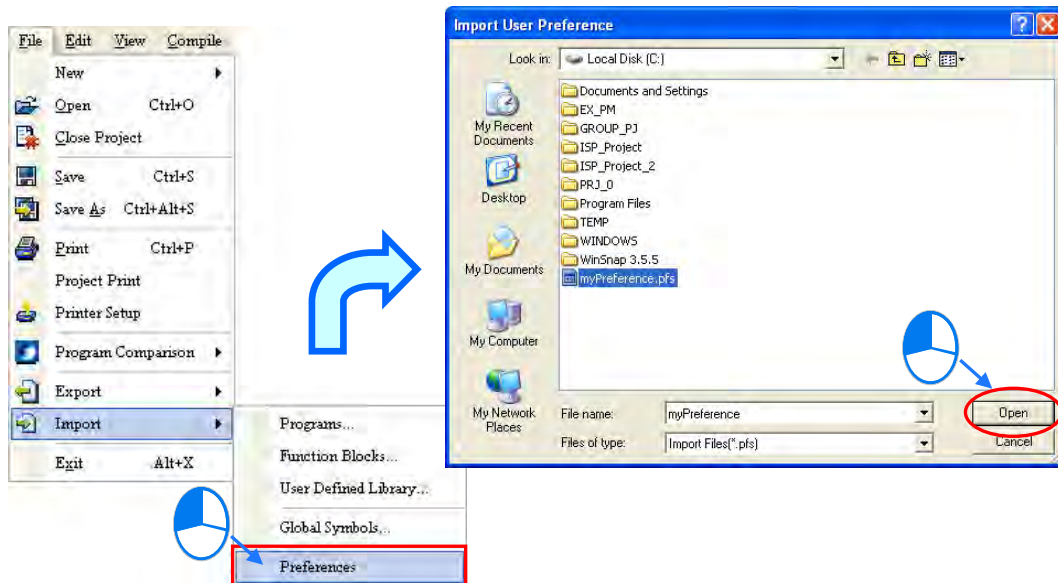 File Edit View Compile
New
Open Ctrl+O
Close Project
Save Ctrl+S
Save As Ctrl+Alt+S
Print Ctrl+P
Project Print
Printer Setup
Program Comparison
Export
Import
Exit Alt+X
Programs...
Function Blocks...
User Defined Library...
Global Symbols...
Preferences
Import User Preference
Look in: Local Disk (C:)
My Recent
Documents
Desktop
My Documents
My Computer
My Network
Places
Documents and Settings
EX_PM
GROUP_PJ
ISP_Project
ISP_Project_2
PRJ_0
Program Files
TEMP
WINDOWS
WinSnap 3.5.5
myPreference.pfs
File name: myPreference Open
Files of type: Import Files(*.pfs) Cancel